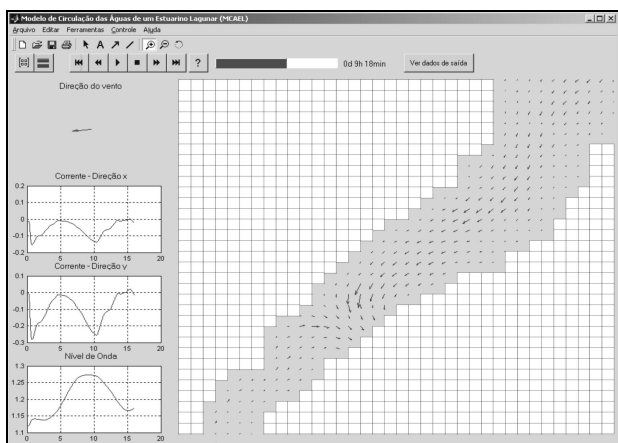 Modelo de Circulação das Águas de um Estuarino Lagunar (MCAEL)
Arquivo Editar Ferramentas Controle Ajuda
A
? 0d 9h 18min Ver dados de saída
Direção do vento
Corrente - Direção x
0.2
0.1
0
-0.1
-0.2
0 5 10 15 20
Corrente - Direção y
0.1
0
-0.1
-0.2
-0.3
0 5 10 15 20
Nível de Onda
1.3
1.25
1.2
1.15
1.1
0 5 10 15 20